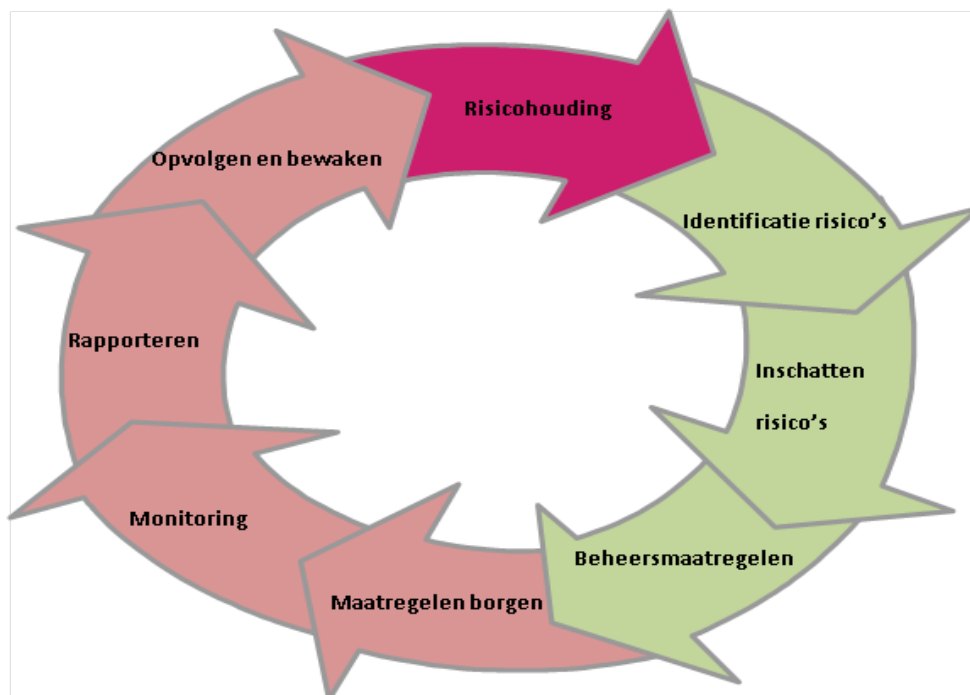 Risicohouding
Identificatie risico's
Inschatten
risico's
Beheersmaatregelen
Maatregelen borgen
Monitoring
Rapporteren
Opvolgen en bewaken